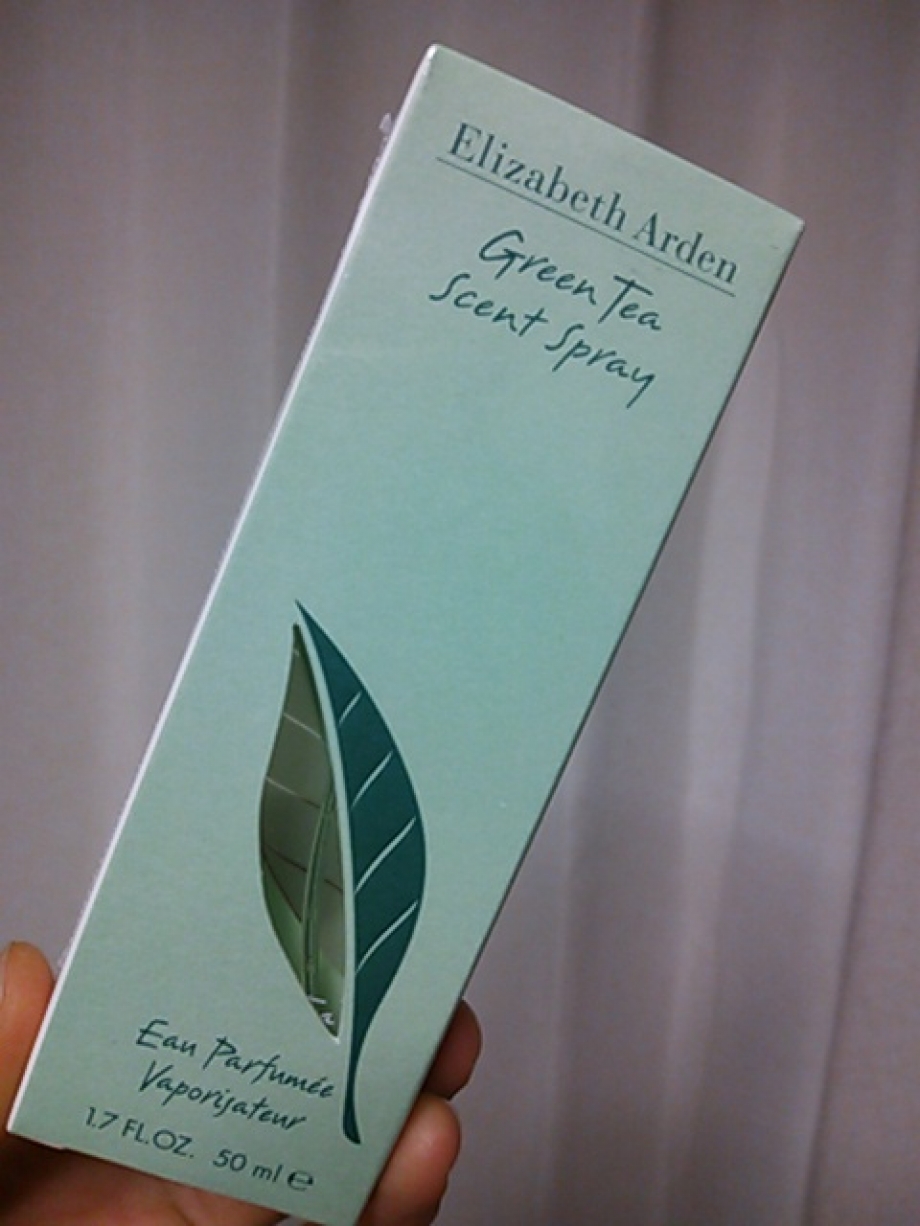 Elizabeth Arden
Green Tea
Scent Spray
Eau Parfumée
Vaporisateur
1.7 FL.OZ. 50 ml ℮